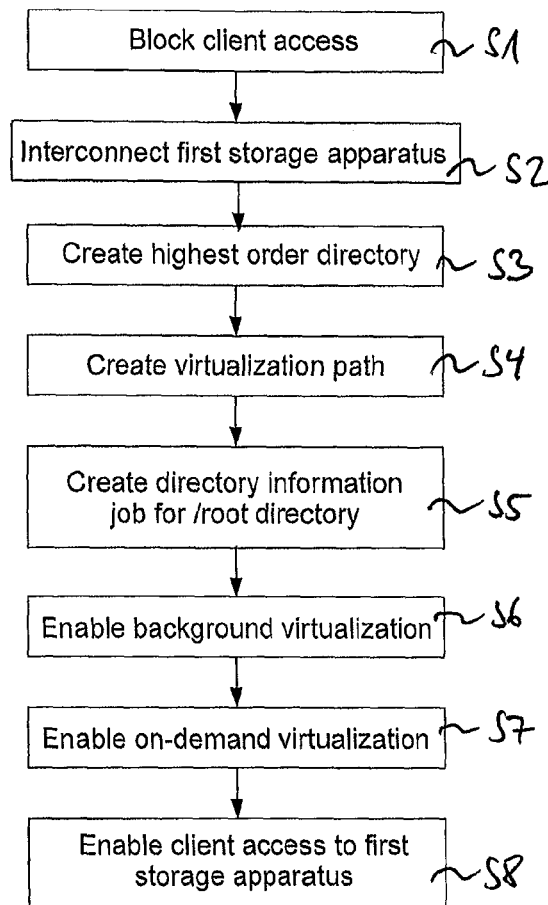 Block client access S1
Interconnect first storage apparatus S2
Create highest order directory S3
Create virtualization path S4
Create directory information
job for /root directory S5
Enable background virtualization S6
Enable on-demand virtualization S7
Enable client access to first
storage apparatus S8